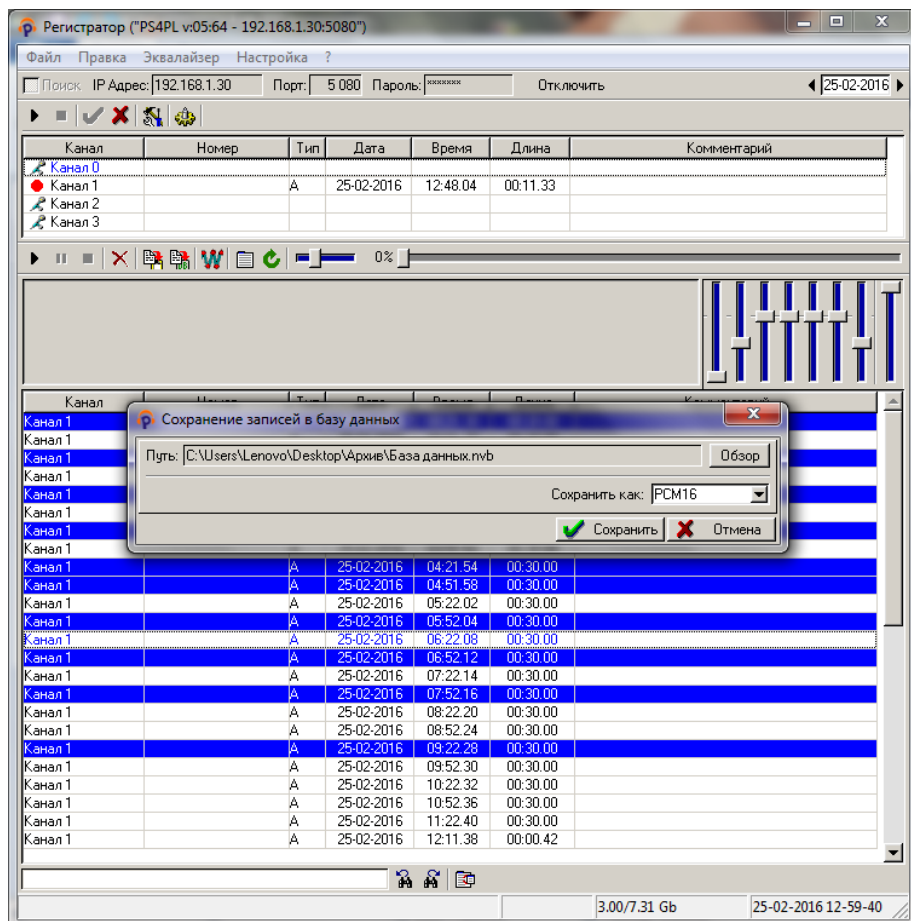 Регистратор ("PS4PL v:05:64 - 192.168.1.30:5080")
Файл Правка Эквалайзер Настройка ?
Поиск IP Адрес: 192.168.1.30 Порт: 5 080 Пароль: ******* Отключить 25-02-2016
Канал Номер Тип Дата Время Длина Комментарий
Канал 0
Канал 1 A 25-02-2016 12:48.04 00:11.33
Канал 2
Канал 3
0%
Канал
Канал 1
Сохранение записей в базу данных
Канал 1
Канал 1
Путь: C:\Users\Lenovo\Desktop\Архив\База данных.nvb Обзор
Канал 1
Канал 1
Сохранить как: PCM16
Канал 1
Канал 1
Сохранить Отмена
Канал 1
Канал 1 A 25-02-2016 04:21.54 00:30.00
Канал 1 A 25-02-2016 04:51.58 00:30.00
Канал 1 A 25-02-2016 05:22.02 00:30.00
Канал 1 A 25-02-2016 05:52.04 00:30.00
Канал 1 A 25-02-2016 06:22.08 00:30.00
Канал 1 A 25-02-2016 06:52.12 00:30.00
Канал 1 A 25-02-2016 07:22.14 00:30.00
Канал 1 A 25-02-2016 07:52.16 00:30.00
Канал 1 A 25-02-2016 08:22.20 00:30.00
Канал 1 A 25-02-2016 08:52.24 00:30.00
Канал 1 A 25-02-2016 09:22.28 00:30.00
Канал 1 A 25-02-2016 09:52.30 00:30.00
Канал 1 A 25-02-2016 10:22.32 00:30.00
Канал 1 A 25-02-2016 10:52.36 00:30.00
Канал 1 A 25-02-2016 11:22.40 00:30.00
Канал 1 A 25-02-2016 12:11.38 00:00.42
3.00/7.31 Gb 25-02-2016 12-59-40